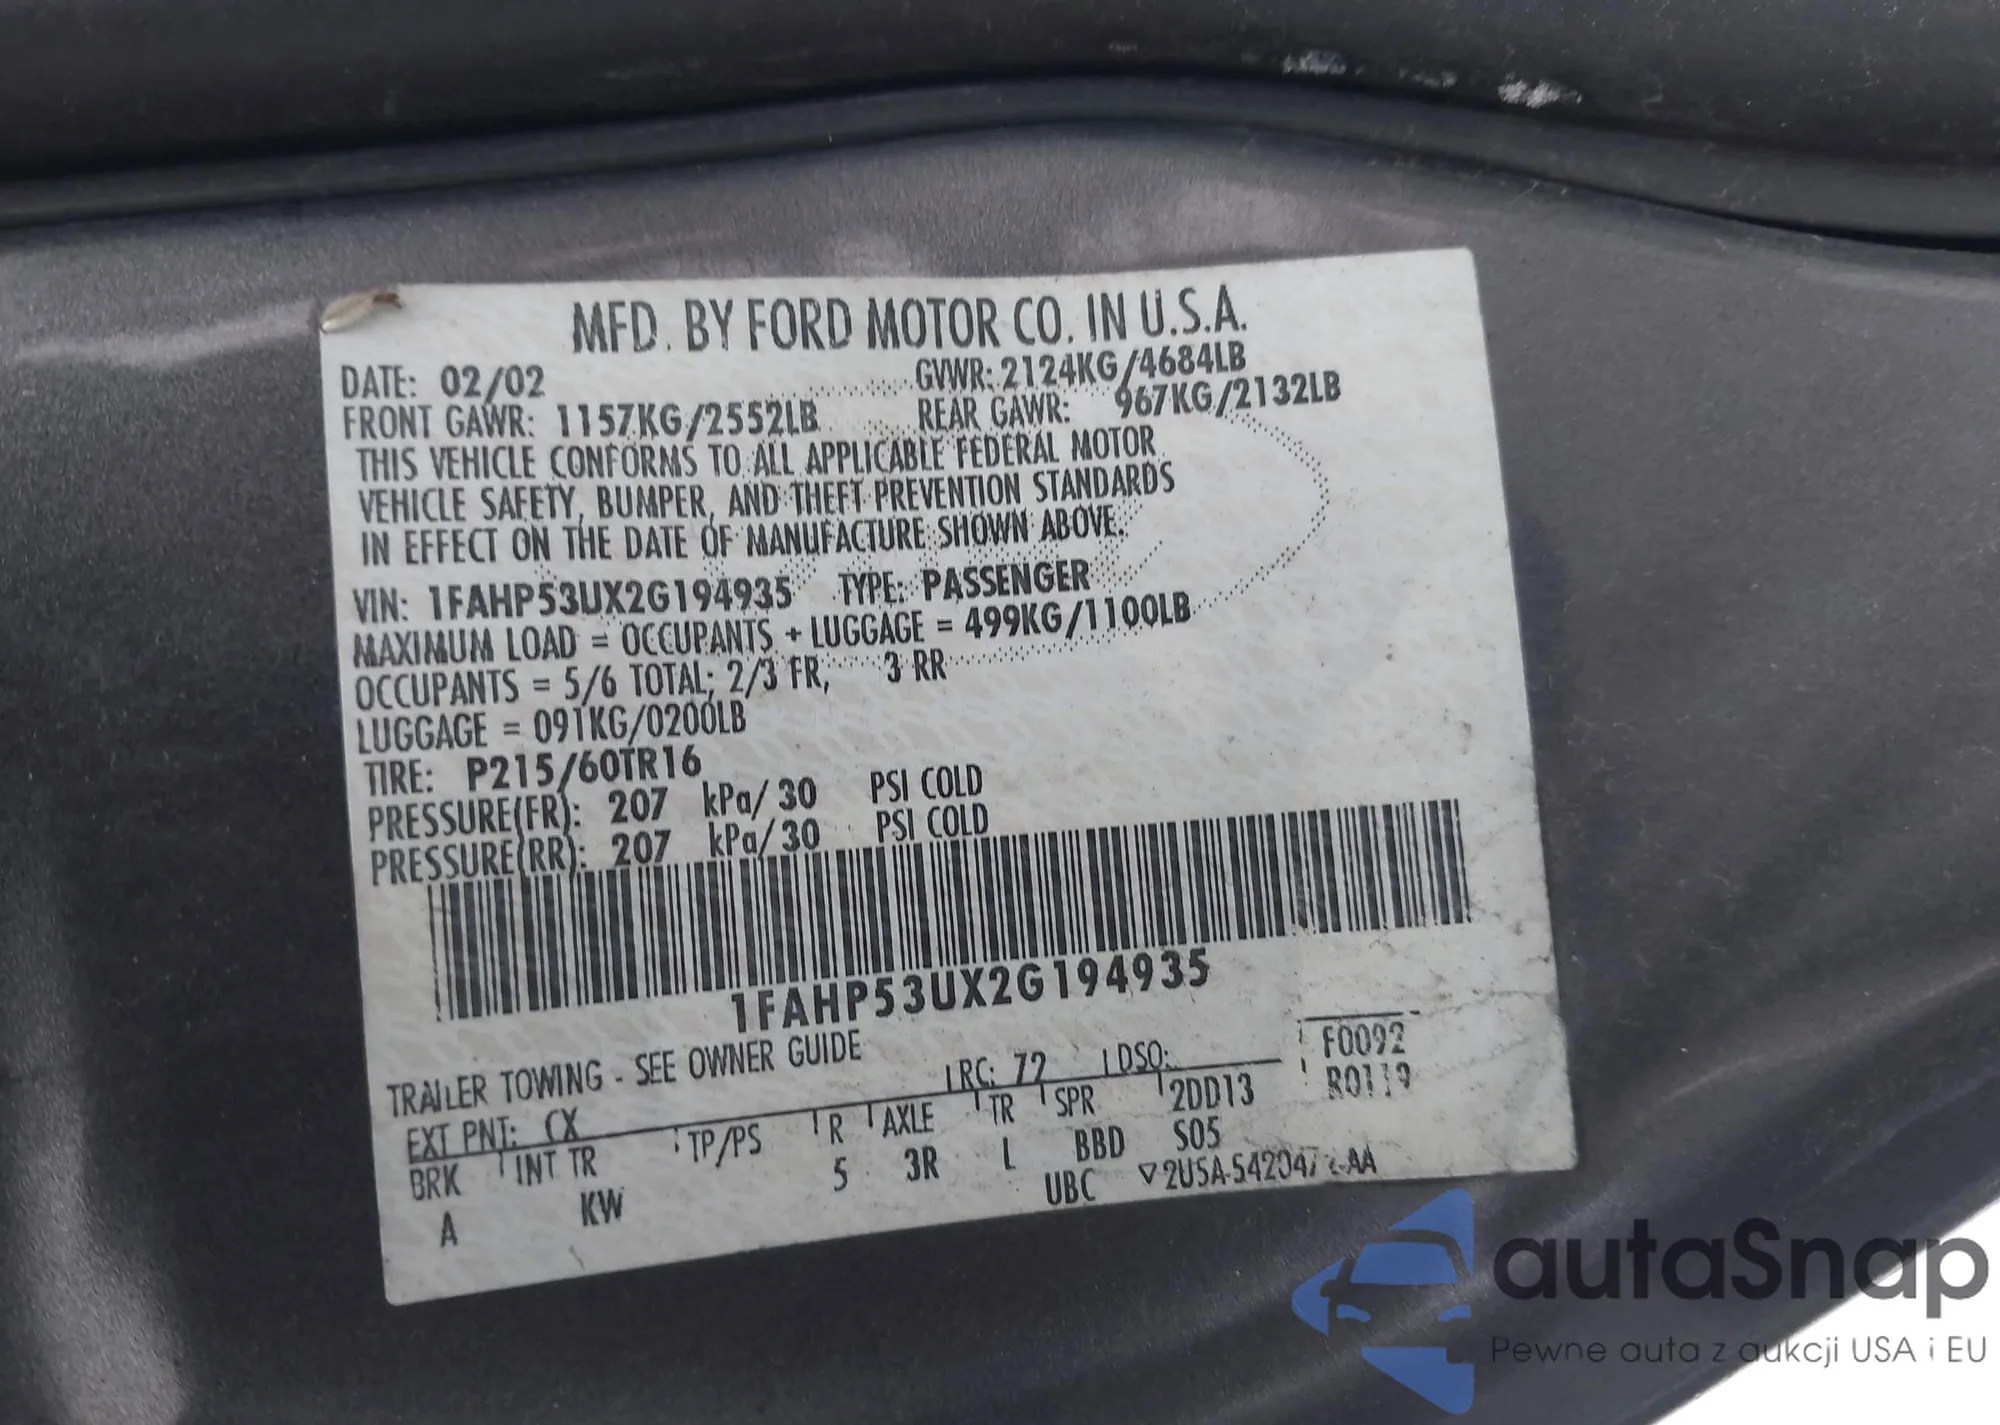 MFD. BY FORD MOTOR CO. IN U.S.A.
DATE: 02/02 GVWR: 2124KG/4684LB
FRONT GAWR: 1157KG/2552LB REAR GAWR: 967KG/2132LB
THIS VEHICLE CONFORMS TO ALL APPLICABLE FEDERAL MOTOR
VEHICLE SAFETY, BUMPER, AND THEFT PREVENTION STANDARDS
IN EFFECT ON THE DATE OF MANUFACTURE SHOWN ABOVE.
VIN: 1FAHP53UX2G194935 TYPE: PASSENGER
MAXIMUM LOAD = OCCUPANTS + LUGGAGE = 499KG/1100LB
OCCUPANTS = 5/6 TOTAL; 2/3 FR, 3 RR
LUGGAGE = 091KG/0200LB
TIRE: P215/60TR16
PRESSURE(FR): 207 kPa/ 30 PSI COLD
PRESSURE(RR): 207 kPa/ 30 PSI COLD
1FAHP53UX2G194935
TRAILER TOWING - SEE OWNER GUIDE
EXT PNT: CX RC: 72 DSO: F0092
BRK INT TR TP/PS R AXLE TR SPR 2DD13 R0119
A KW 5 3R L BBD S05
UBC
autaSnap
Pewne auta z aukcji USA i EU